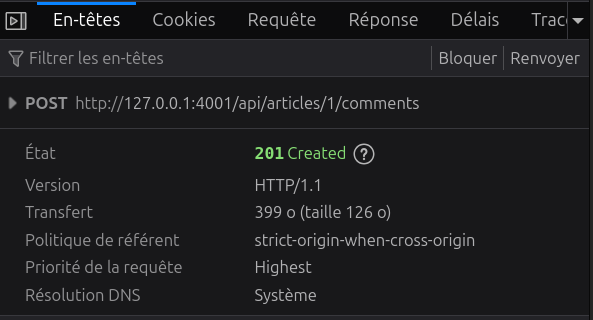 En-têtes Cookies Requête Réponse Délais Trac
Filtrer les en-têtes Bloquer Renvoyer
POST http://127.0.0.1:4001/api/articles/1/comments
État 201 Created ?
Version HTTP/1.1
Transfert 399 o (taille 126 o)
Politique de référent strict-origin-when-cross-origin
Priorité de la requête Highest
Résolution DNS Système